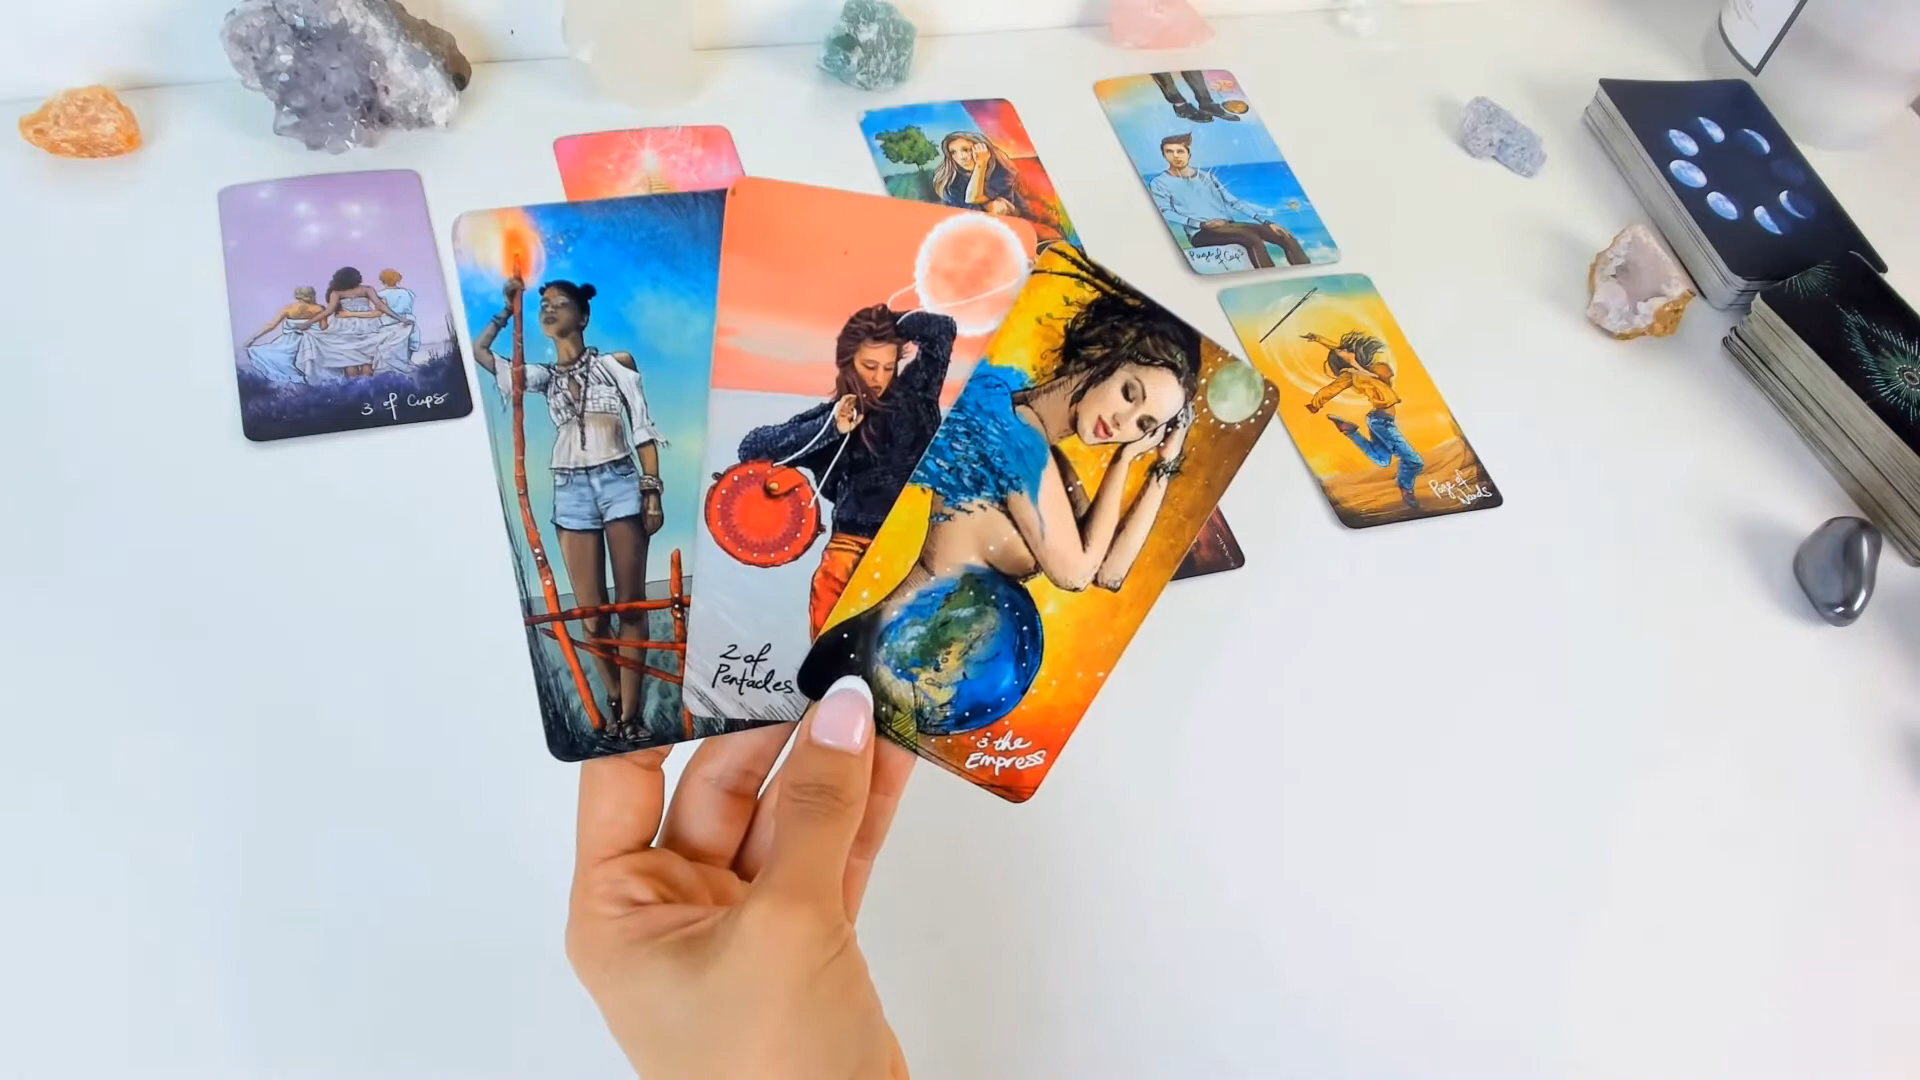 3 of Cups
Page of Cups
Page of
Wands
2 of
Pentacles
3 the
Empress